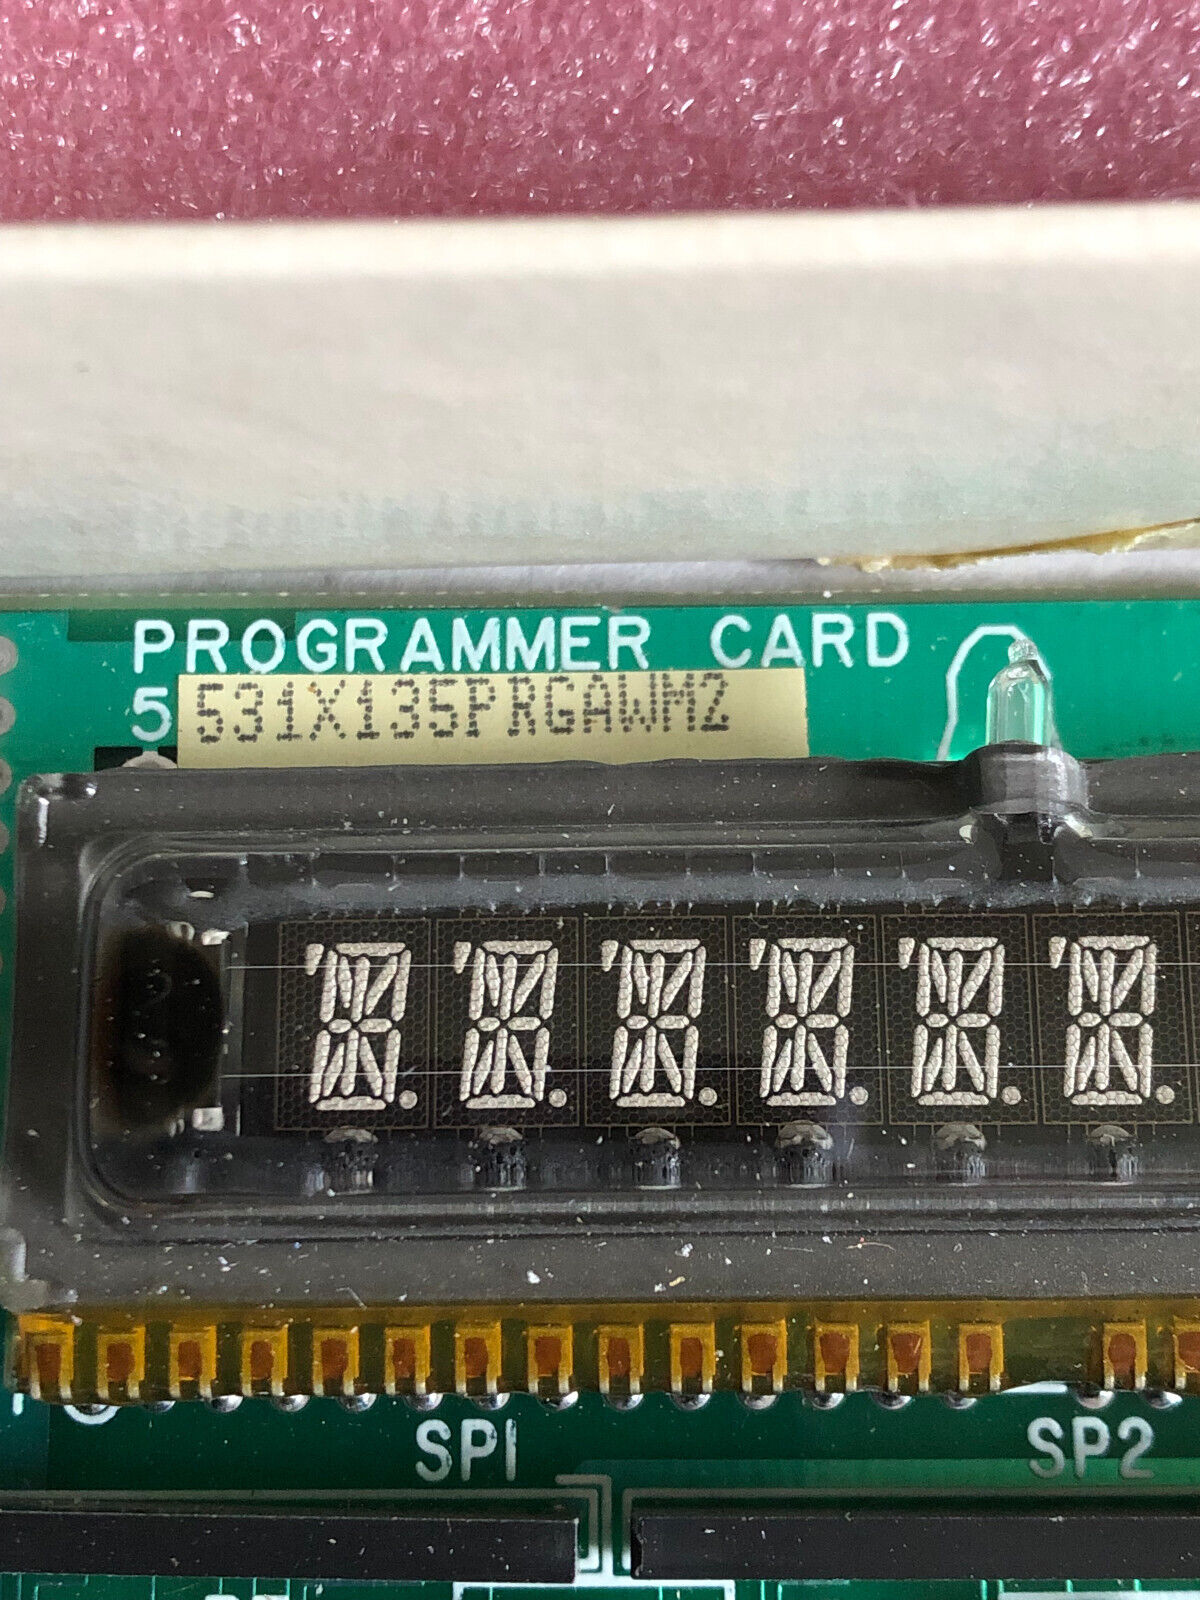 PROGRAMMER CARD
5 531X135PRGAWM2
SP1 SP2